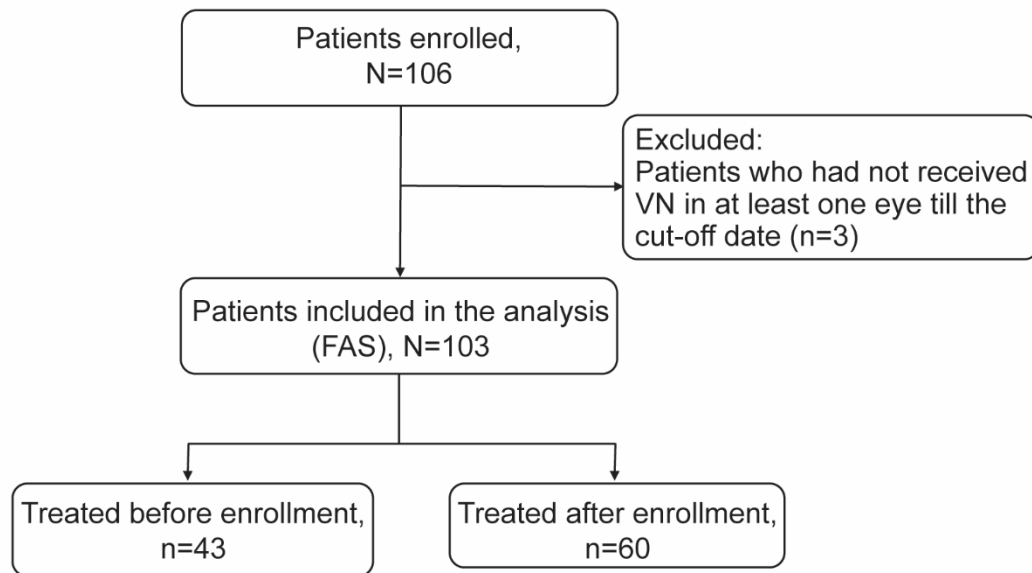 Patients enrolled,
N=106
Excluded:
Patients who had not received
VN in at least one eye till the
cut-off date (n=3)
Patients included in the analysis
(FAS), N=103
Treated before enrollment,
n=43
Treated after enrollment,
n=60